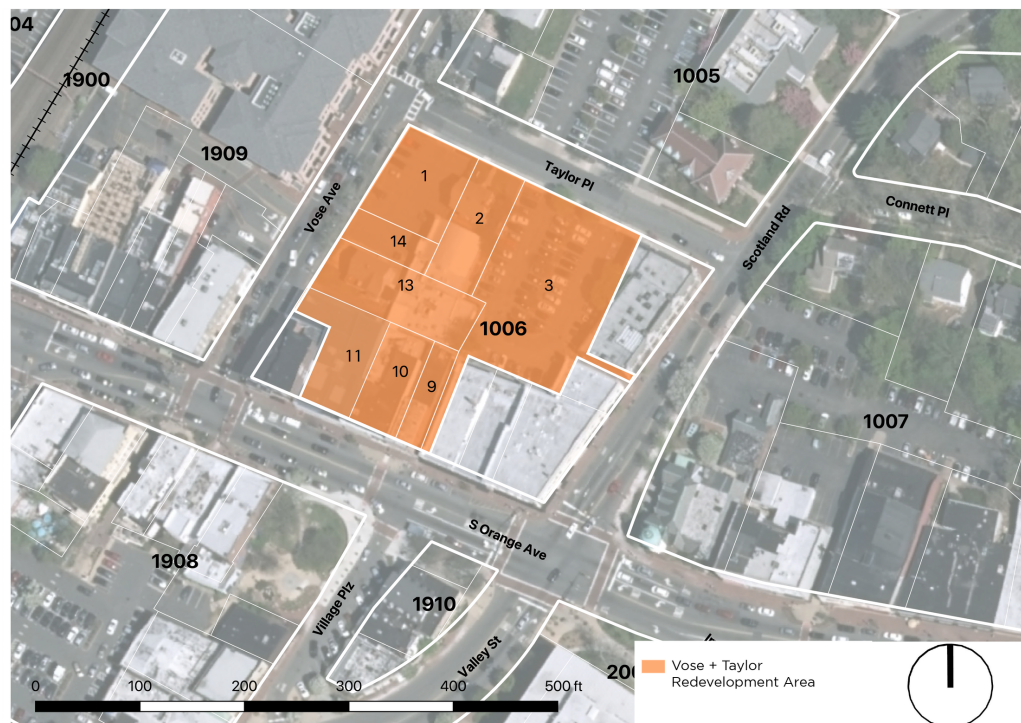 04
1900
1005
1909
Taylor Pl
Vose Ave
Connett Pl
Scotland Rd
1
2
14
3
13
1006
11
10
9
1007
S Orange Ave
1908
1910
Village Plz
Valley St
200
0 100 200 300 400 500 ft
Vose + Taylor
Redevelopment Area